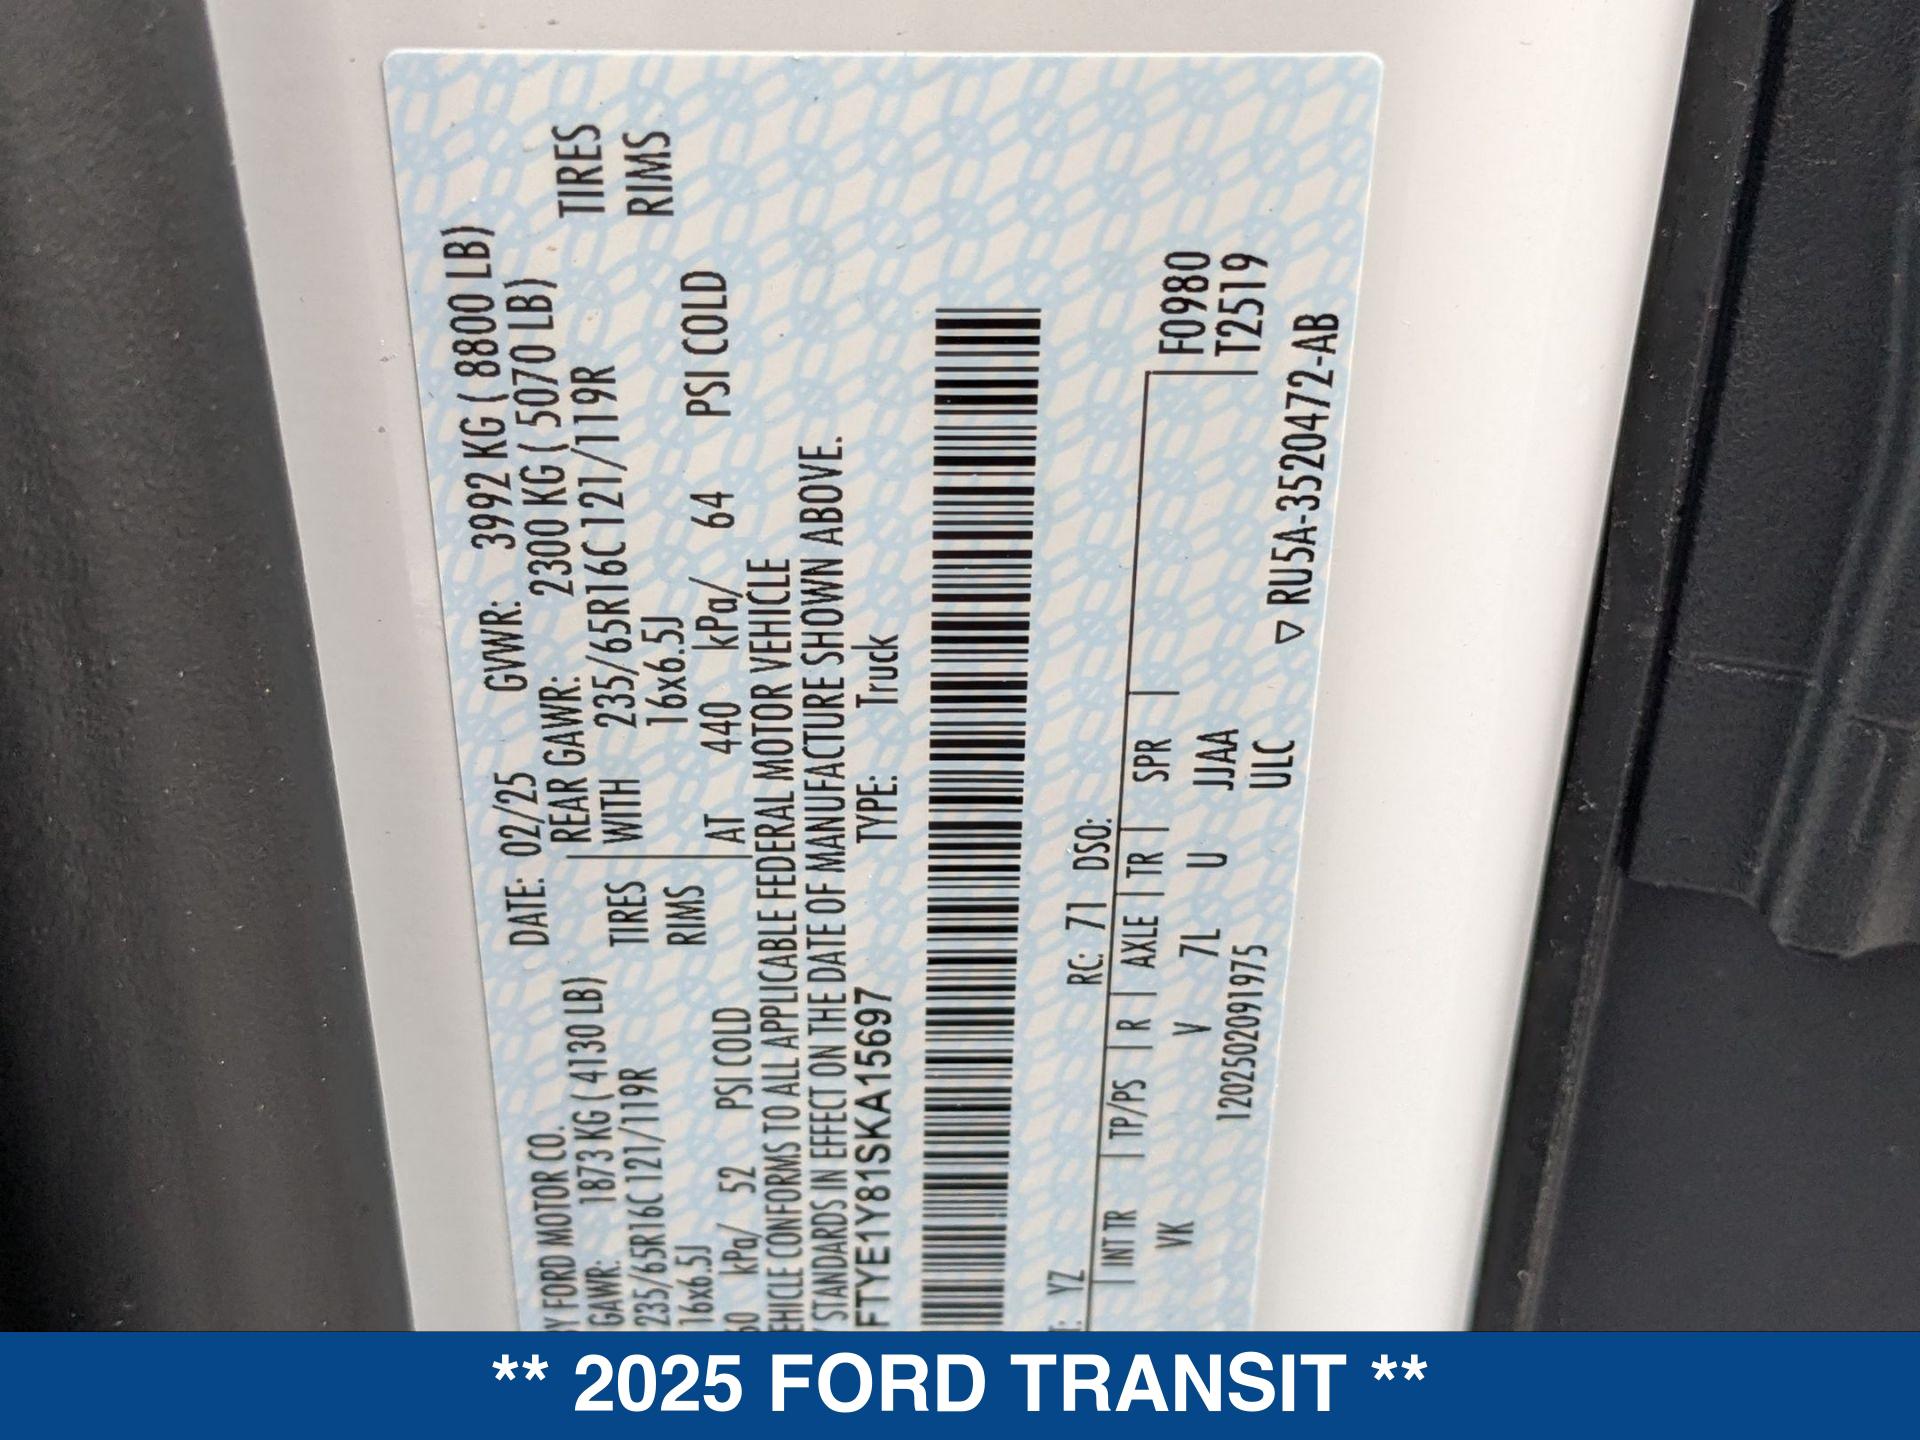 BY FORD MOTOR CO. DATE: 02/25 GVWR: 3992 KG ( 8800 LB)
GAWR: 1873 KG ( 4130 LB) REAR GAWR: 2300 KG ( 5070 LB)
235/65R16C 121/119R TIRES WITH 235/65R16C 121/119R TIRES
16x6.5J RIMS 16x6.5J RIMS
60 kPa/ 52 PSI COLD AT 440 kPa/ 64 PSI COLD
EHICLE CONFORMS TO ALL APPLICABLE FEDERAL MOTOR VEHICLE
Y STANDARDS IN EFFECT ON THE DATE OF MANUFACTURE SHOWN ABOVE.
FTYE1Y81SKA15697 TYPE: Truck
T: YZ RC: 71 DSO:
INT TR TP/PS R AXLE TR SPR F0980
VK V 7L U JJAA T2519
12025020919​75 ULC
▽ RU5A-3520472-AB
** 2025 FORD TRANSIT **